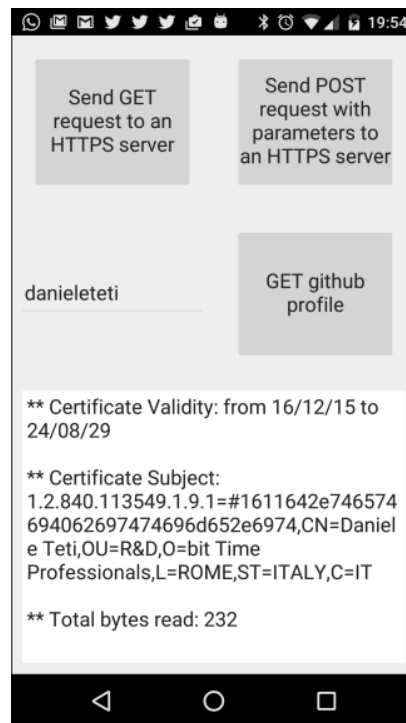 19:54
Send GET
request to an
HTTPS server
Send POST
request with
parameters to
an HTTPS server
danieleteti
GET github
profile
** Certificate Validity: from 16/12/15 to
24/08/29
** Certificate Subject:
1.2.840.113549.1.9.1=#1611642e746574
694062697474696d652e6974,CN=Daniel
e Teti,OU=R&D,O=bit Time
Professionals,L=ROME,ST=ITALY,C=IT
** Total bytes read: 232